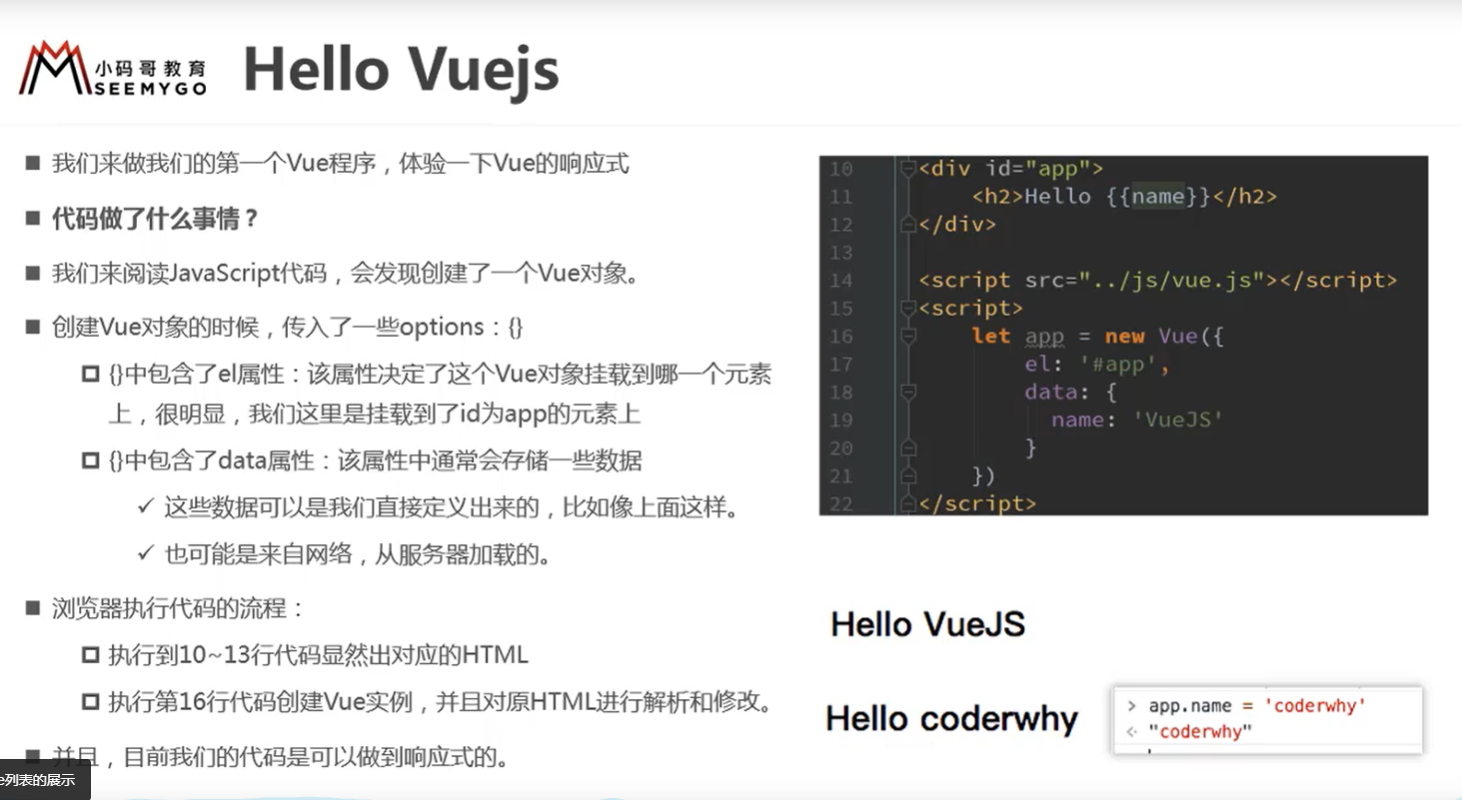 小码哥教育
SEEMYGO
Hello Vuejs
我们来做我们的第一个Vue程序，体验一下Vue的响应式
代码做了什么事情？
我们来阅读JavaScript代码，会发现创建了一个Vue对象。
创建Vue对象的时候，传入了一些options：{}
{}中包含了el属性：该属性决定了这个Vue对象挂载到哪一个元素
上，很明显，我们这里是挂载到了id为app的元素上
{}中包含了data属性：该属性中通常会存储一些数据
这些数据可以是我们直接定义出来的，比如像上面这样。
也可能是来自网络，从服务器加载的。
浏览器执行代码的流程：
执行到10~13行代码显然出对应的HTML
执行第16行代码创建Vue实例，并且对原HTML进行解析和修改。
并且，目前我们的代码是可以做到响应式的。
e列表的展示
10 <div id="app">
11 <h2>Hello {{name}}</h2>
12 </div>
13
14 <script src="../js/vue.js"></script>
15 <script>
16 let app = new Vue({
17 el: '#app',
18 data: {
19 name: 'VueJS'
20 }
21 })
22 </script>
Hello VueJS
Hello coderwhy
> app.name = 'coderwhy'
"coderwhy"